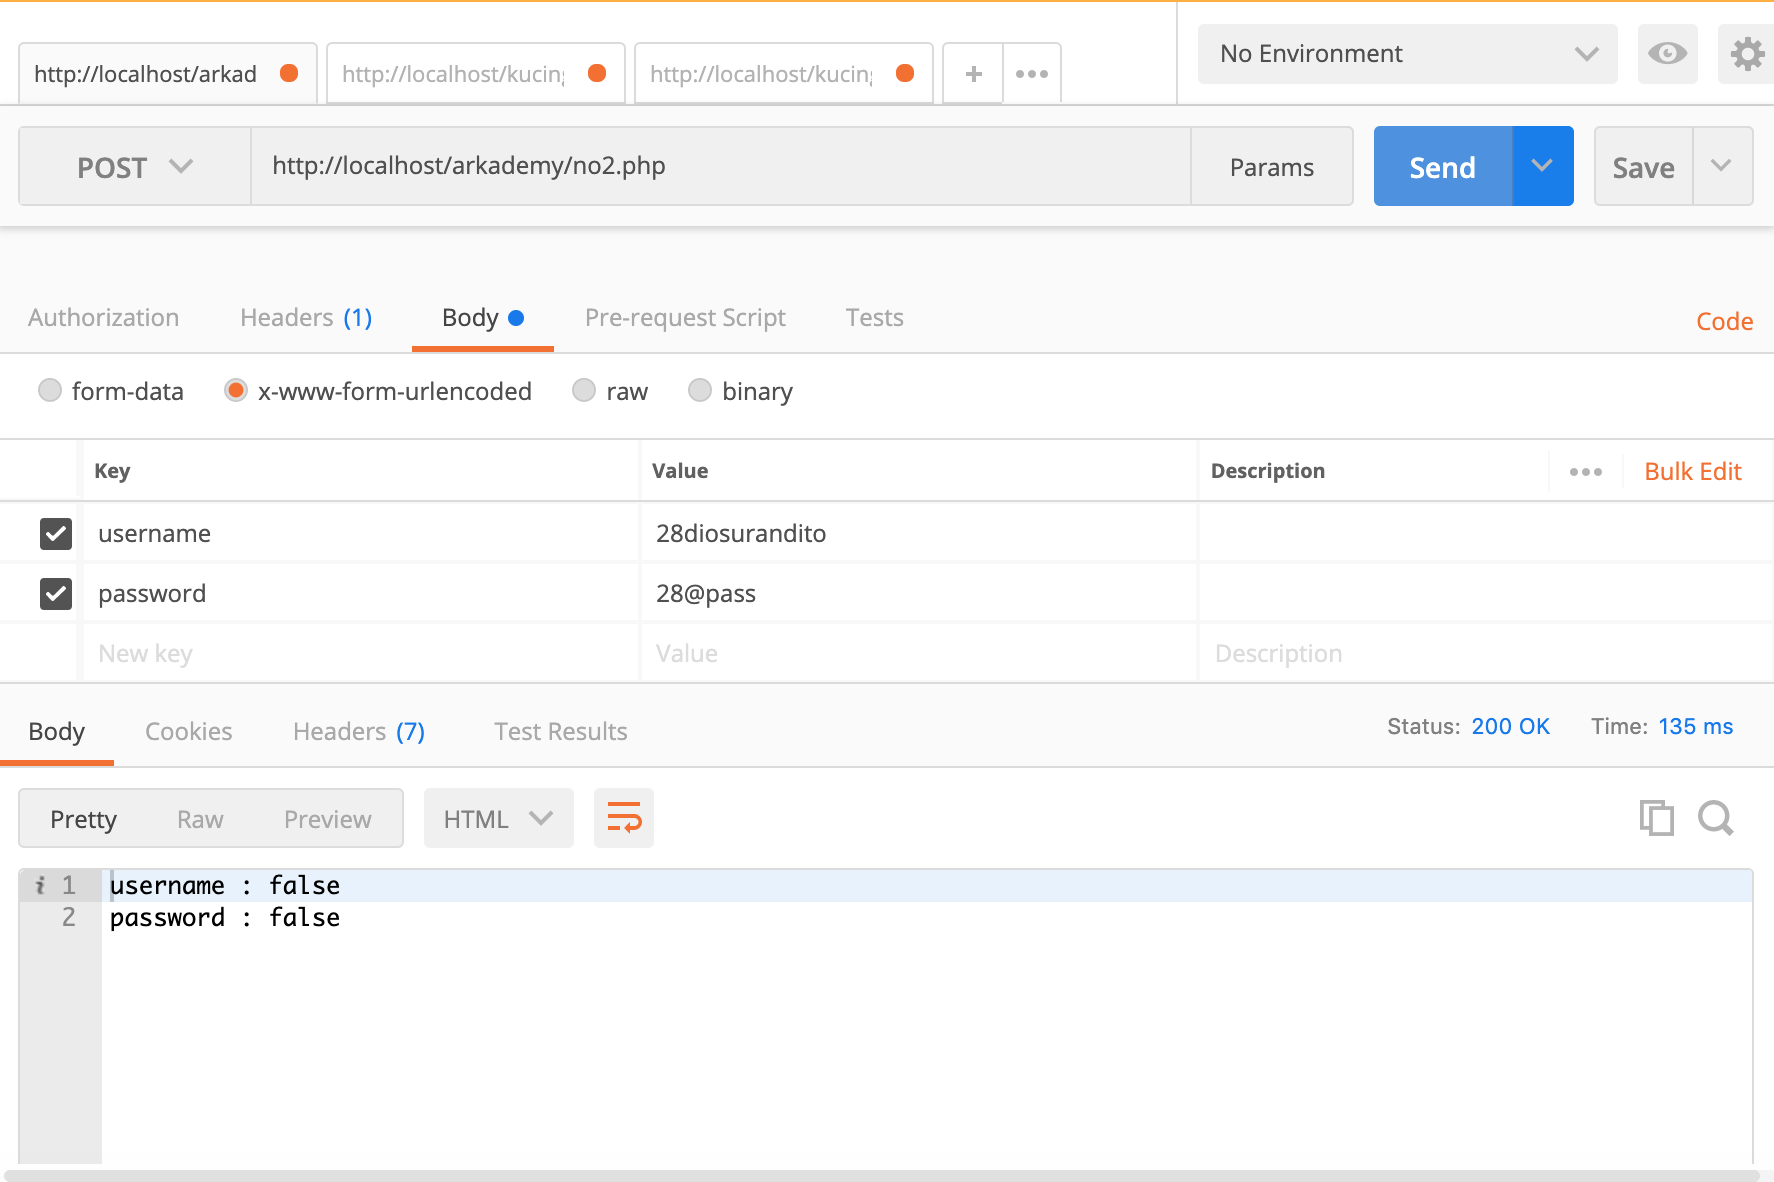 http://localhost/arkad http://localhost/kucin http://localhost/kucin + ••• No Environment
POST http://localhost/arkademy/no2.php Params Send Save
Authorization Headers (1) Body Pre-request Script Tests Code
form-data x-www-form-urlencoded raw binary
Key Value Description ••• Bulk Edit
username 28diosurandito
password 28@pass
New key Value Description
Body Cookies Headers (7) Test Results Status: 200 OK Time: 135 ms
Pretty Raw Preview HTML
i 1 username : false
2 password : false